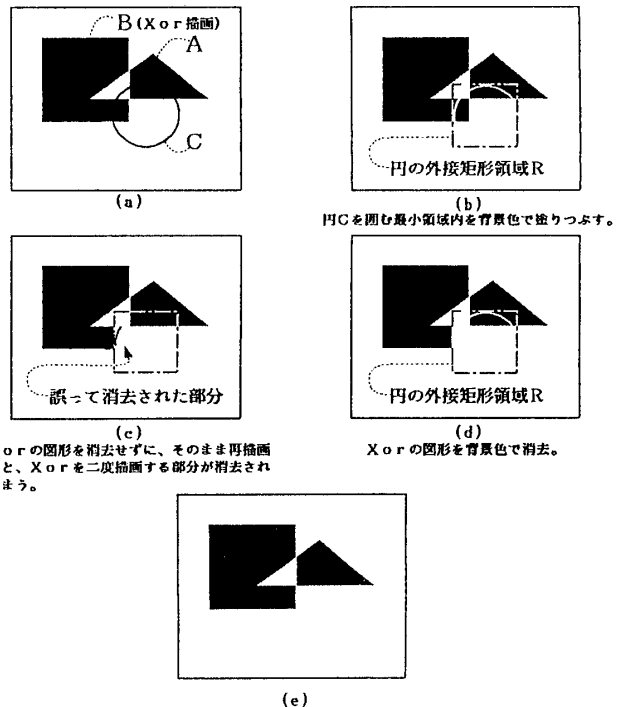 B(Xor描画)
A
C
(a)
円の外接矩形領域R
(b)
円Cを囲む最小領域内を背景色で塗りつぶす。
誤って消去された部分
(c)
orの図形を消去せずに、そのまま再描画
と、Xorを二度描画する部分が消去され
まう。
円の外接矩形領域R
(d)
Xorの図形を背景色で消去。
(e)